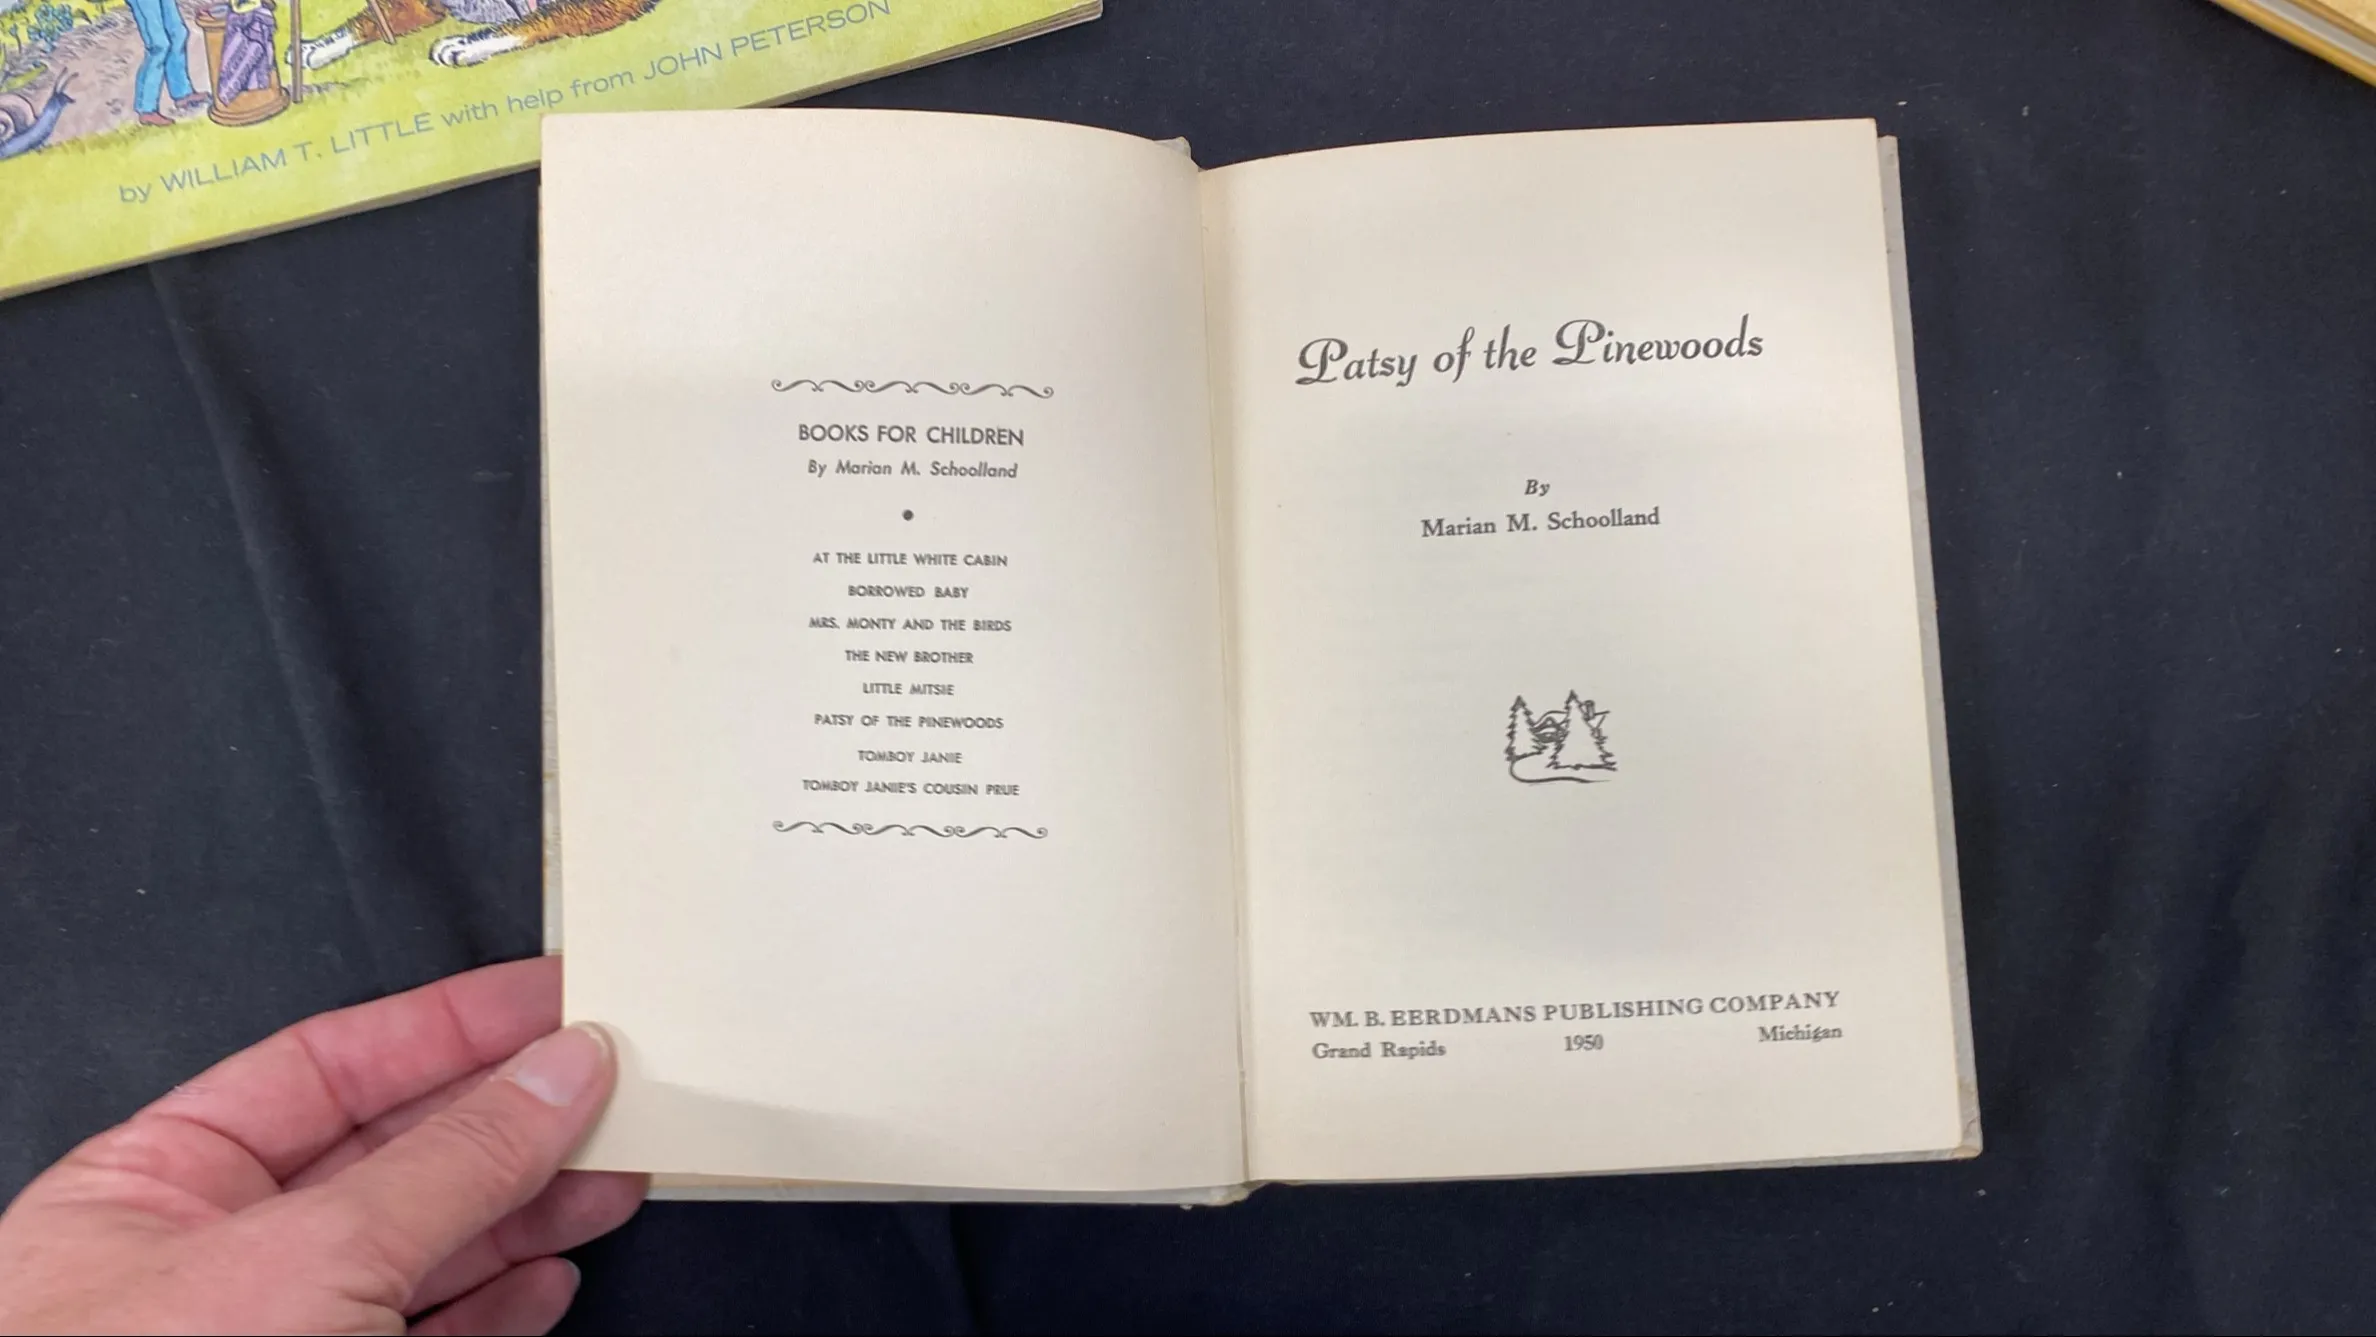 by WILLIAM T. LITTLE with help from JOHN PETERSON
BOOKS FOR CHILDREN
By Marian M. Schoolland
AT THE LITTLE WHITE CABIN
BORROWED BABY
MRS. MONTY AND THE BIRDS
THE NEW BROTHER
LITTLE MITSIE
PATSY OF THE PINEWOODS
TOMBOY JANIE
TOMBOY JANIE'S COUSIN PRUE
Patsy of the Pinewoods
By
Marian M. Schoolland
WM. B. EERDMANS PUBLISHING COMPANY
Grand Rapids 1950 Michigan